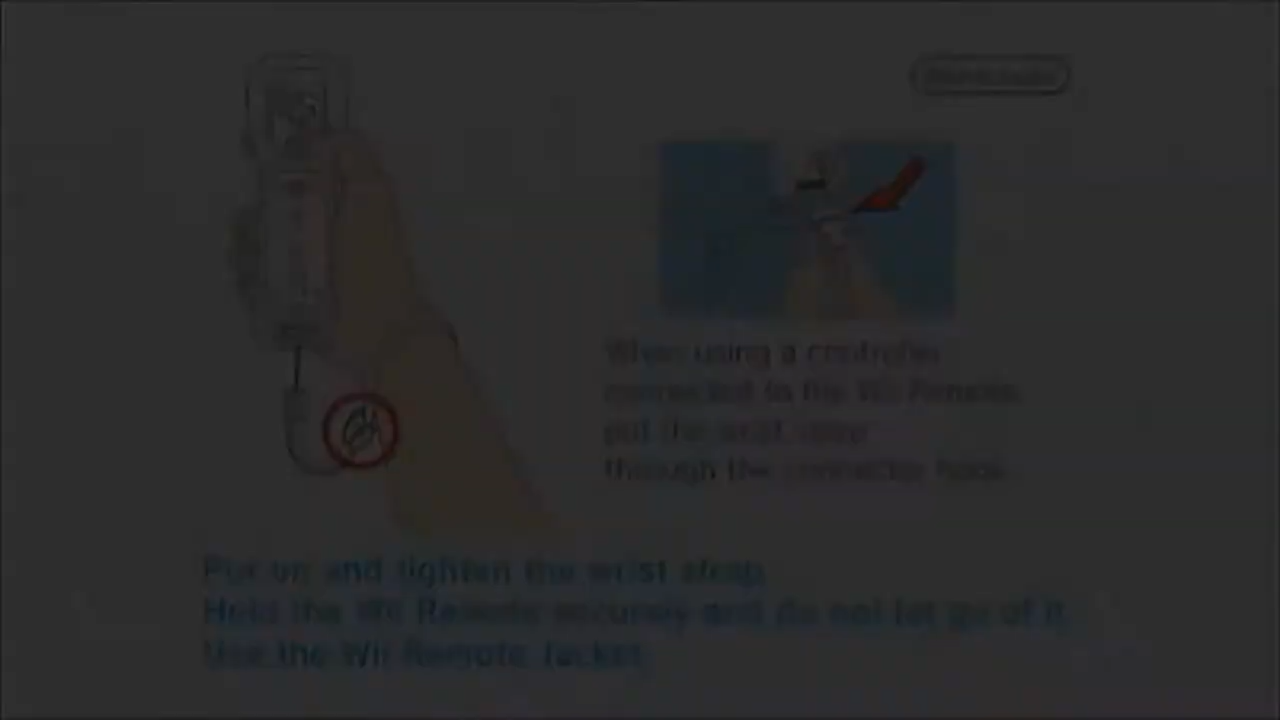 When using a controller
connected to the Wii Remote,
put the wrist strap
through the connector hook.
Put on and tighten the wrist strap.
Hold the Wii Remote securely and do not let go of it.
Use the Wii Remote Jacket.